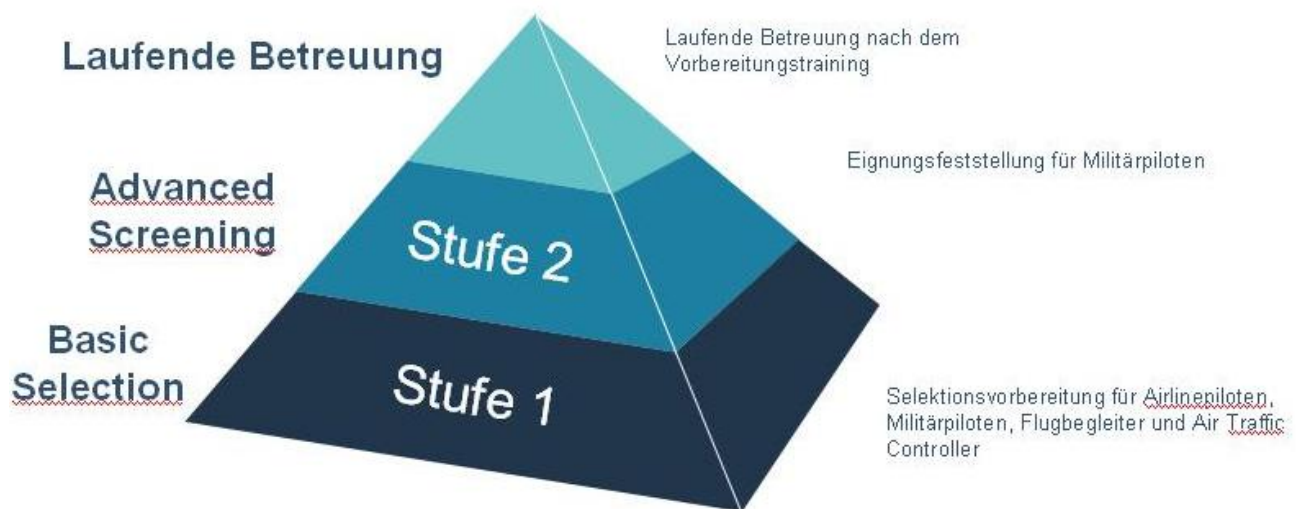 Laufende Betreuung
Laufende Betreuung nach dem
Vorbereitungstraining
Advanced
Screening
Eignungsfeststellung für Militärpiloten
Stufe 2
Basic
Selection
Stufe 1
Selektionsvorbereitung für Airlinepiloten,
Militärpiloten, Flugbegleiter und Air Traffic
Controller